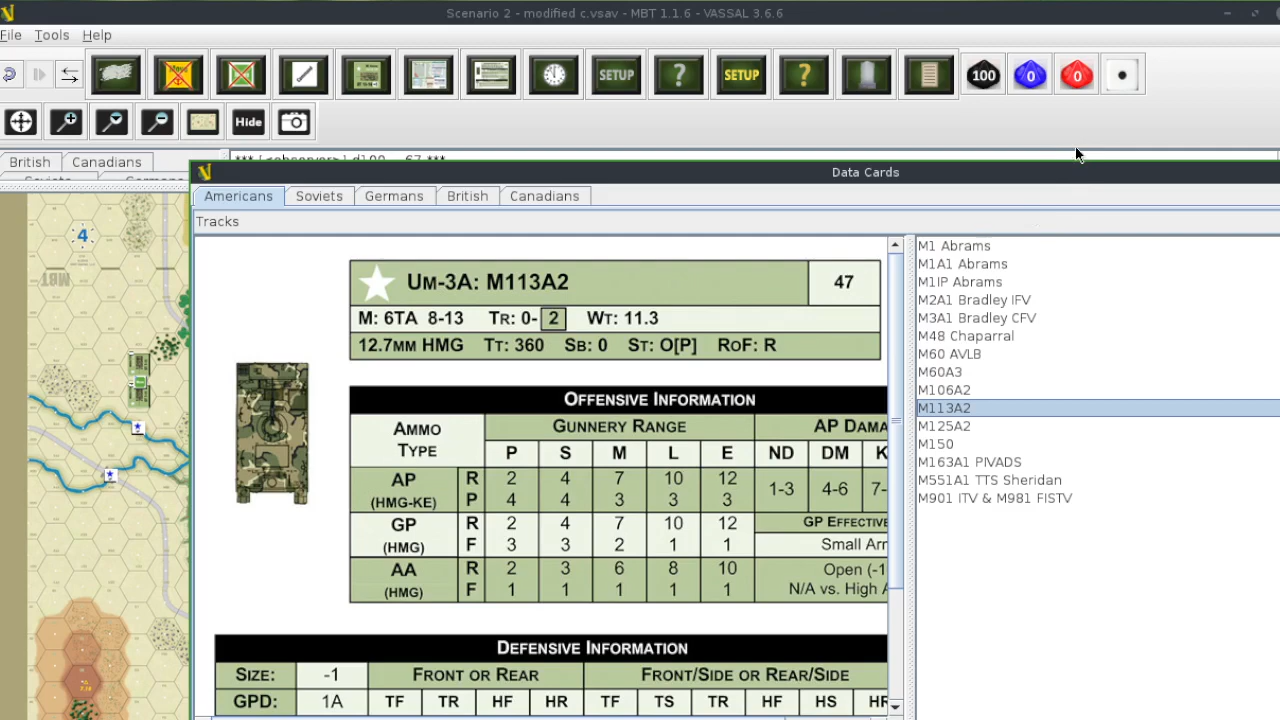 Scenario 2 - modified c.vsav - MBT 1.1.6 - VASSAL 3.6.6
File Tools Help
SETUP ? SETUP ? 100 0 0
Hide
British Canadians
*** [<observer>] d100 67 ***
Data Cards
Americans Soviets Germans British Canadians
Tracks
UM-3A: M113A2 47
M: 6TA 8-13 TR: 0- 2 WT: 11.3
12.7MM HMG TT: 360 SB: 0 ST: O[P] ROF: R
OFFENSIVE INFORMATION
AMMO TYPE GUNNERY RANGE AP DAMA
P S M L E ND DM K
AP (HMG-KE) R 2 4 7 10 12 1-3 4-6 7-
P 4 4 3 3 3
GP (HMG) R 2 4 7 10 12 GP EFFECTIVE
F 3 3 2 1 1 Small Arr
AA (HMG) R 2 3 6 8 10 Open (-1
F 1 1 1 1 1 N/A vs. High A
DEFENSIVE INFORMATION
SIZE: -1 FRONT OR REAR FRONT/SIDE OR REAR/SIDE
GPD: 1A TF TR HF HR TF TS TR HF HS HR
M1 Abrams
M1A1 Abrams
M1IP Abrams
M2A1 Bradley IFV
M3A1 Bradley CFV
M48 Chaparral
M60 AVLB
M60A3
M106A2
M113A2
M125A2
M150
M163A1 PIVADS
M551A1 TTS Sheridan
M901 ITV & M981 FISTV
4
MBT